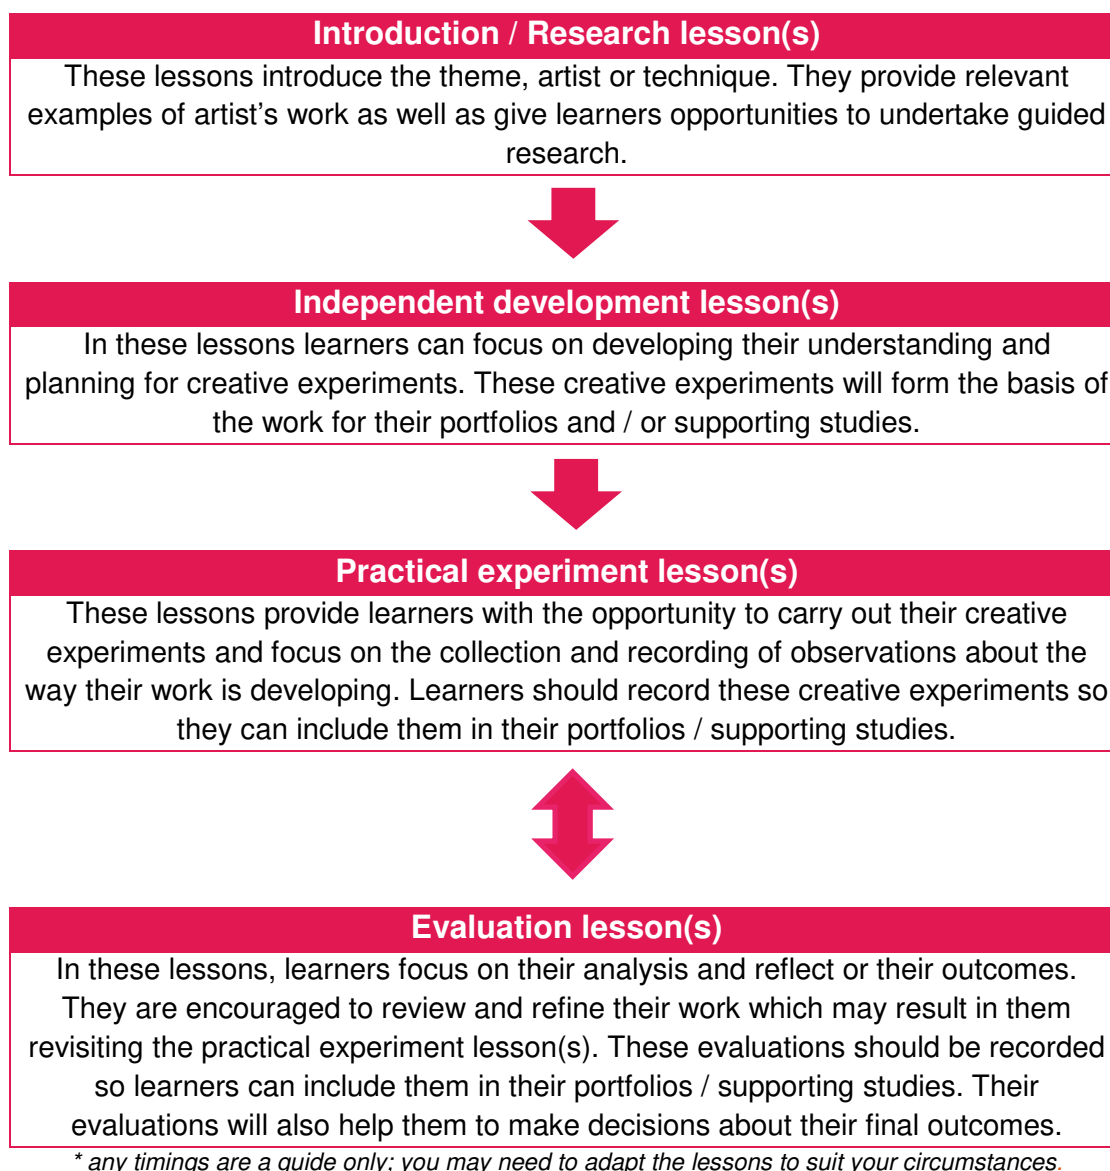 Introduction / Research lesson(s)
These lessons introduce the theme, artist or technique. They provide relevant
examples of artist's work as well as give learners opportunities to undertake guided
research.
Independent development lesson(s)
In these lessons learners can focus on developing their understanding and
planning for creative experiments. These creative experiments will form the basis of
the work for their portfolios and / or supporting studies.
Practical experiment lesson(s)
These lessons provide learners with the opportunity to carry out their creative
experiments and focus on the collection and recording of observations about the
way their work is developing. Learners should record these creative experiments so
they can include them in their portfolios / supporting studies.
Evaluation lesson(s)
In these lessons, learners focus on their analysis and reflect or their outcomes.
They are encouraged to review and refine their work which may result in them
revisiting the practical experiment lesson(s). These evaluations should be recorded
so learners can include them in their portfolios / supporting studies. Their
evaluations will also help them to make decisions about their final outcomes.
* any timings are a guide only; you may need to adapt the lessons to suit your circumstances.